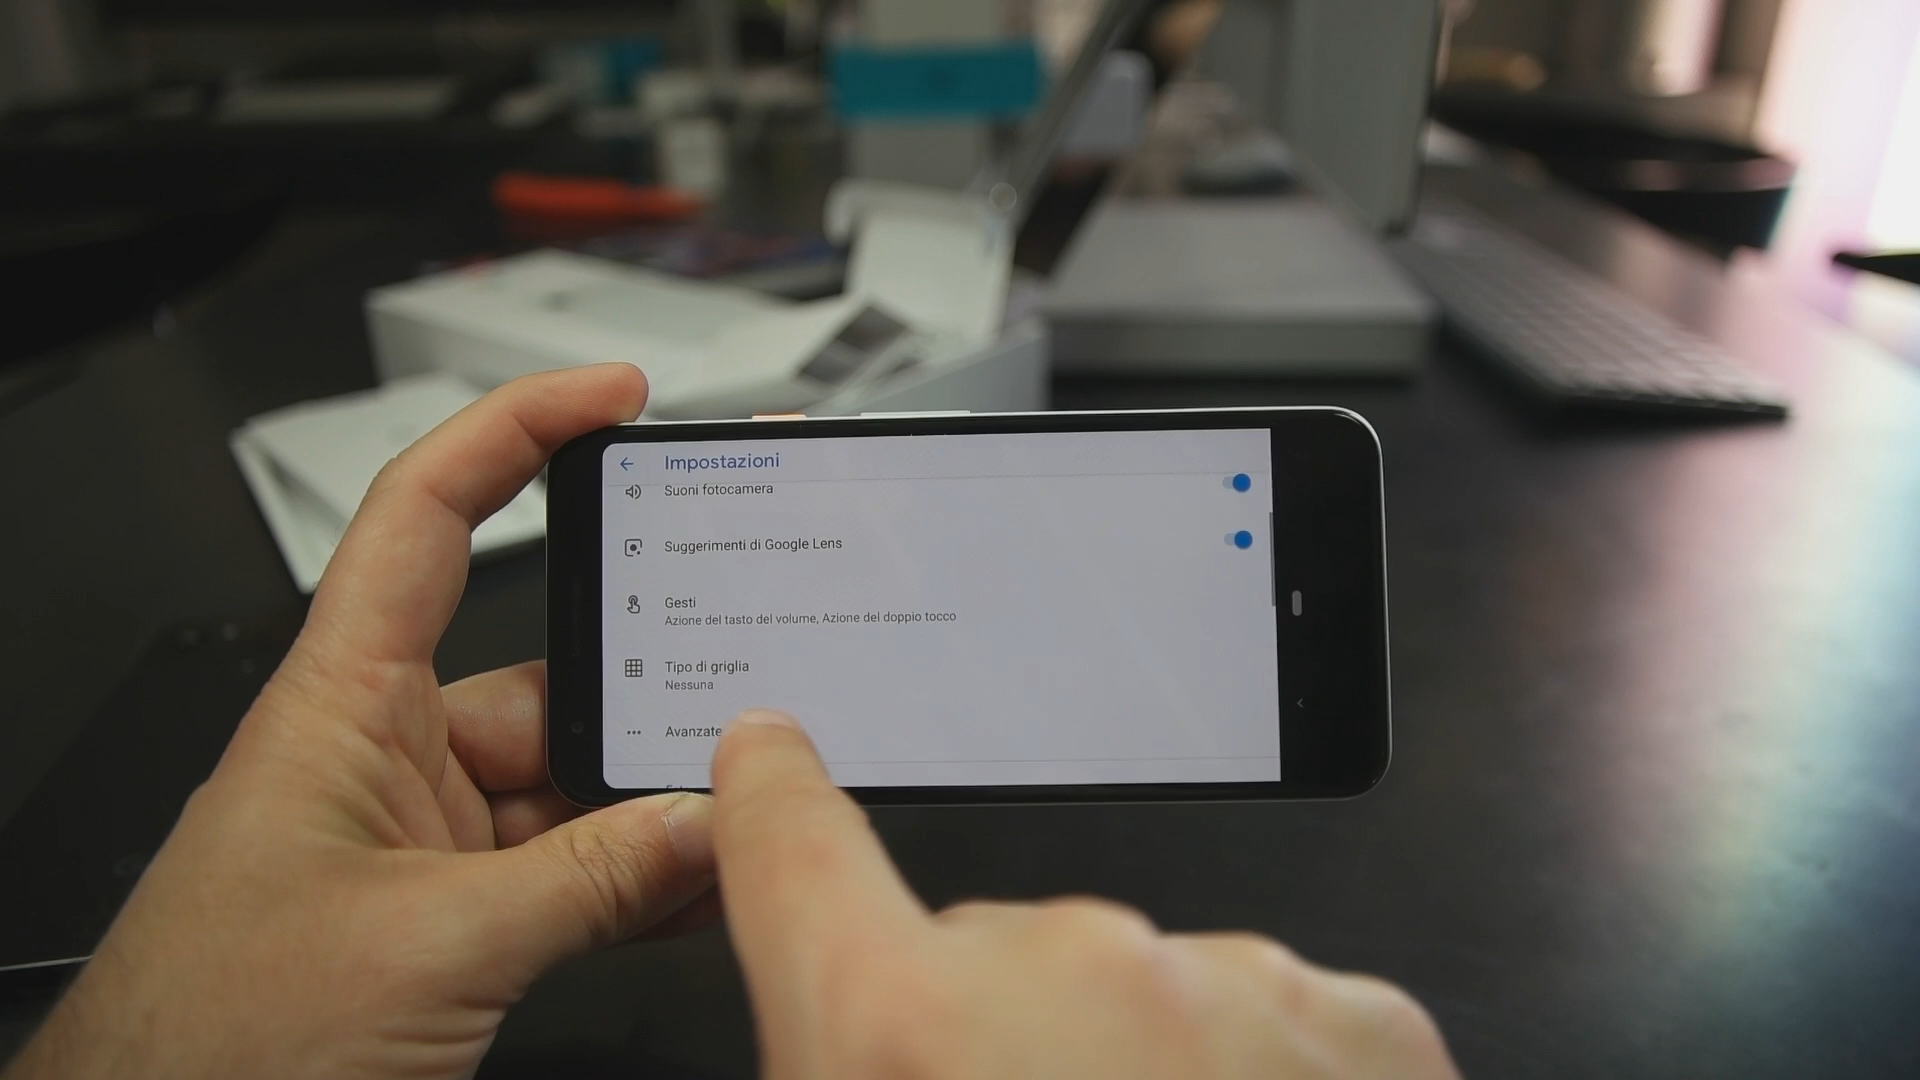 Impostazioni
Suoni fotocamera
Suggerimenti di Google Lens
Gesti
Azione del tasto del volume, Azione del doppio tocco
Tipo di griglia
Nessuna
Avanzate